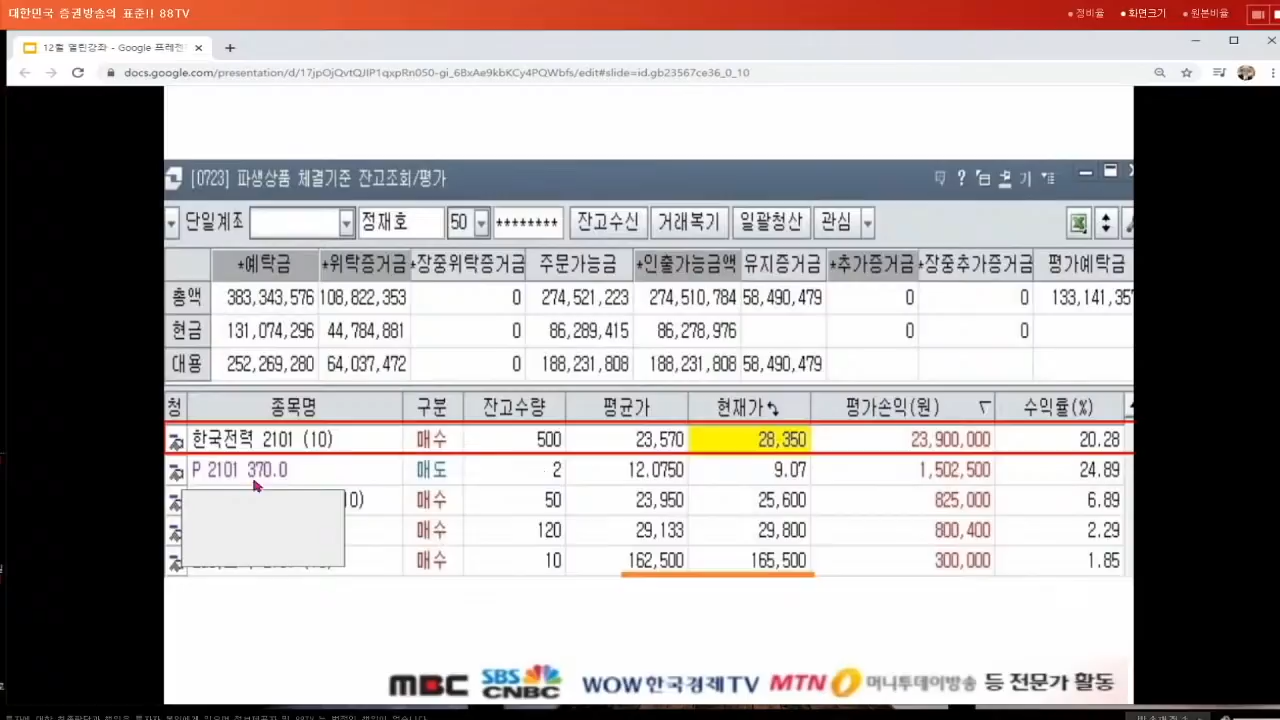 대한민국 증권방송의 표준!! 88TV
정비율 화면크기 원본비율
12월 열린강좌 - Google 프레젠
docs.google.com/presentation/d/17jpOjQvtQJIP1qxpRn050-gi_6BxAe9kbKCy4PQWbfs/edit#slide=id.gb23567ce36_0_10
[0723] 파생상품 체결기준 잔고조회/평가
단일계조 정재호 50 ******** 잔고수신 거래복기 일괄청산 관심
*예탁금 *위탁증거금 *장중위탁증거금 주문가능금 *인출가능금액 유지증거금 *추가증거금 *장중추가증거금 평가예탁금
총액 383,343,576 108,822,353 0 274,521,223 274,510,784 58,490,479 0 0 133,141,357
현금 131,074,296 44,784,881 0 86,289,415 86,278,976 0 0
대용 252,269,280 64,037,472 0 188,231,808 188,231,808 58,490,479
청 종목명 구분 잔고수량 평균가 현재가 평가손익(원) 수익률(%)
한국전력 2101 (10) 매수 500 23,570 28,350 23,900,000 20.28
P 2101 370.0 매도 2 12.0750 9.07 1,502,500 24.89
10) 매수 50 23,950 25,600 825,000 6.89
매수 120 29,133 29,800 800,400 2.29
매수 10 162,500 165,500 300,000 1.85
MBC SBS CNBC WOW한국경제TV MTN 머니투데이방송 등 전문가 활동